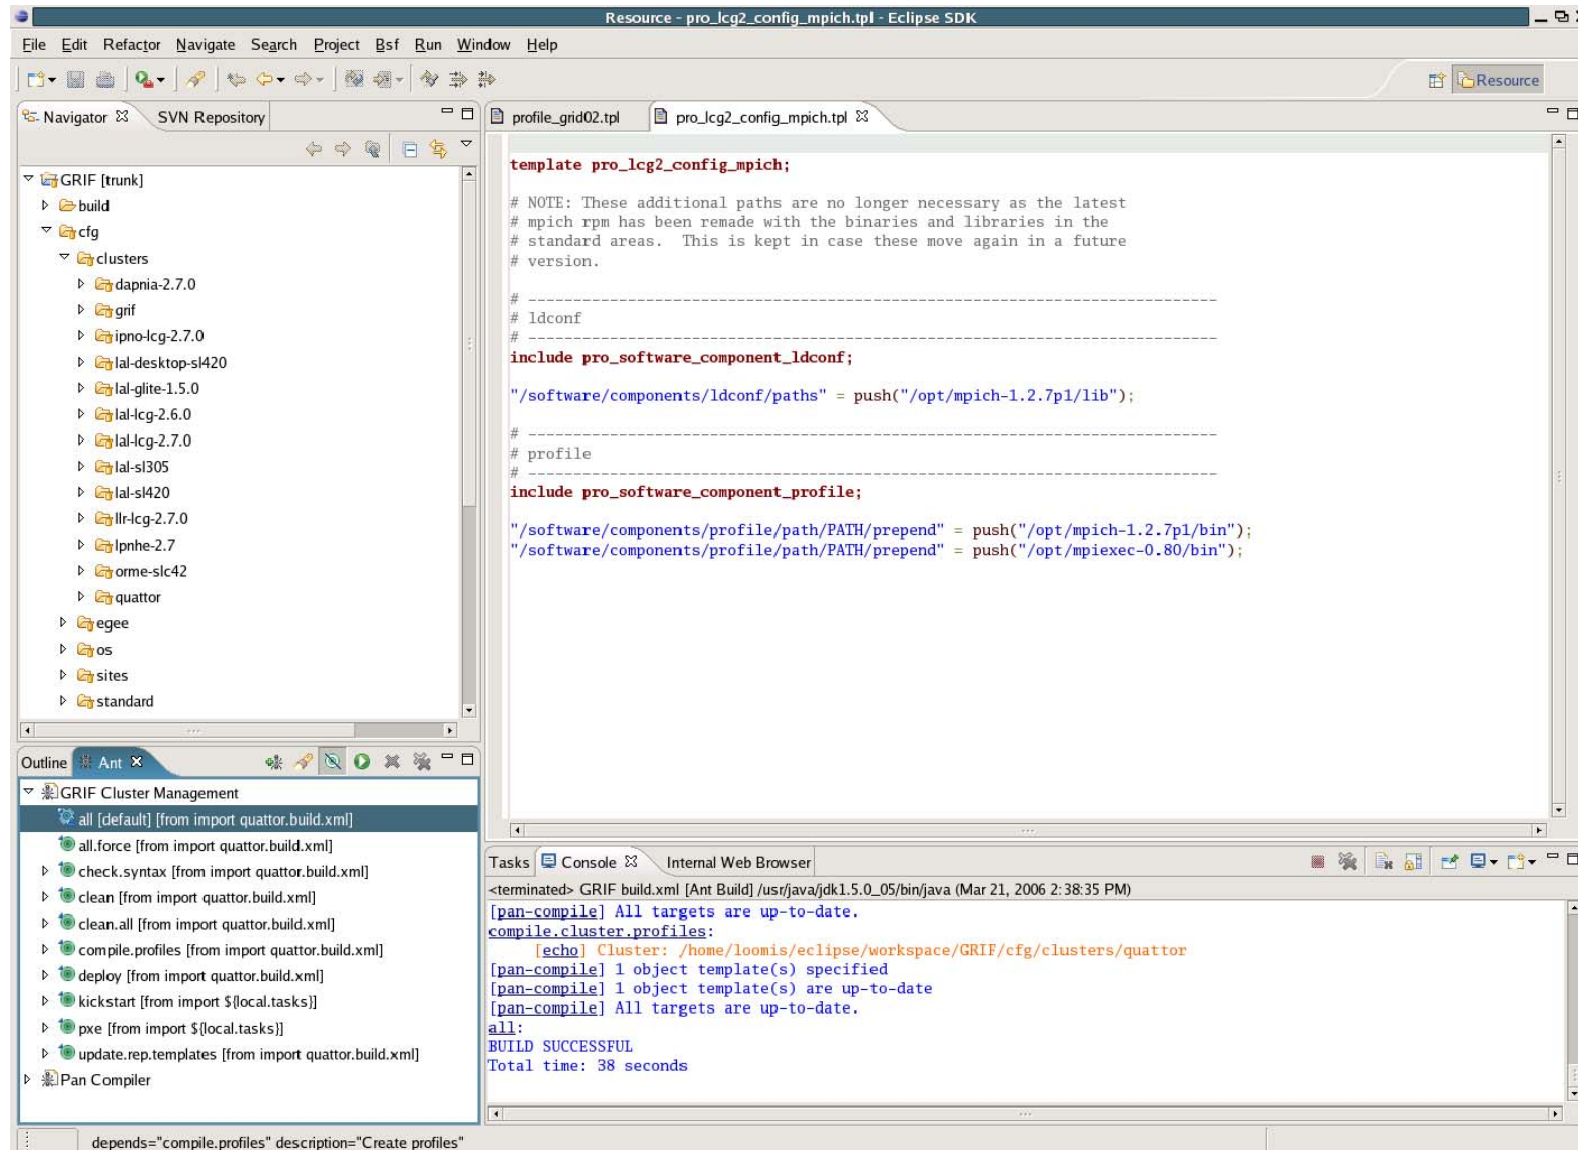 Resource - pro_lcg2_config_mpich.tpl - Eclipse SDK
File Edit Refactor Navigate Search Project Bsf Run Window Help
Resource
Navigator SVN Repository
GRIF [trunk]
build
cfg
clusters
dapnia-2.7.0
grif
ipno-lcg-2.7.0
lal-desktop-sl420
lal-glite-1.5.0
lal-lcg-2.6.0
lal-lcg-2.7.0
lal-sl305
lal-sl420
llr-lcg-2.7.0
lpnhe-2.7
orme-slc42
quattor
egee
os
sites
standard
profile_grid02.tpl pro_lcg2_config_mpich.tpl
template pro_lcg2_config_mpich;
# NOTE: These additional paths are no longer necessary as the latest
# mpich rpm has been remade with the binaries and libraries in the
# standard areas.  This is kept in case these move again in a future
# version.
# -----------------------------------------------------------------------------
# ldconf
# -----------------------------------------------------------------------------
include pro_software_component_ldconf;
"/software/components/ldconf/paths" = push("/opt/mpich-1.2.7p1/lib");
# -----------------------------------------------------------------------------
# profile
# -----------------------------------------------------------------------------
include pro_software_component_profile;
"/software/components/profile/path/PATH/prepend" = push("/opt/mpich-1.2.7p1/bin");
"/software/components/profile/path/PATH/prepend" = push("/opt/mpiexec-0.80/bin");
Outline Ant
GRIF Cluster Management
all [default] [from import quattor.build.xml]
all.force [from import quattor.build.xml]
check.syntax [from import quattor.build.xml]
clean [from import quattor.build.xml]
clean.all [from import quattor.build.xml]
compile.profiles [from import quattor.build.xml]
deploy [from import quattor.build.xml]
kickstart [from import ${local.tasks}]
pxe [from import ${local.tasks}]
update.rep.templates [from import quattor.build.xml]
Pan Compiler
Tasks Console Internal Web Browser
<terminated> GRIF build.xml [Ant Build] /usr/java/jdk1.5.0_05/bin/java (Mar 21, 2006 2:38:35 PM)
[pan-compile] All targets are up-to-date.
compile.cluster.profiles:
[echo] Cluster: /home/loomis/eclipse/workspace/GRIF/cfg/clusters/quattor
[pan-compile] 1 object template(s) specified
[pan-compile] 1 object template(s) are up-to-date
[pan-compile] All targets are up-to-date.
all:
BUILD SUCCESSFUL
Total time: 38 seconds
depends="compile.profiles" description="Create profiles"